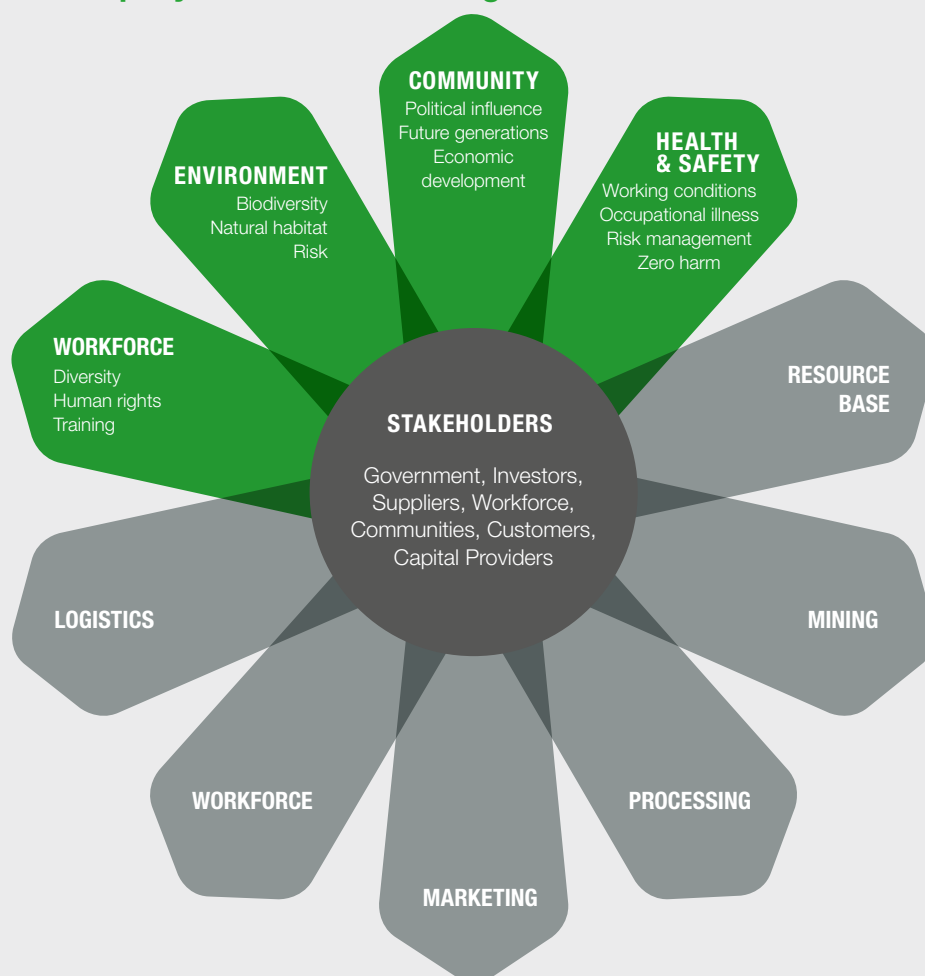 COMMUNITY
Political influence
Future generations
Economic
development
HEALTH
& SAFETY
Working conditions
Occupational illness
Risk management
Zero harm
ENVIRONMENT
Biodiversity
Natural habitat
Risk
WORKFORCE
Diversity
Human rights
Training
RESOURCE
BASE
STAKEHOLDERS
Government, Investors,
Suppliers, Workforce,
Communities, Customers,
Capital Providers
LOGISTICS
MINING
WORKFORCE
PROCESSING
MARKETING